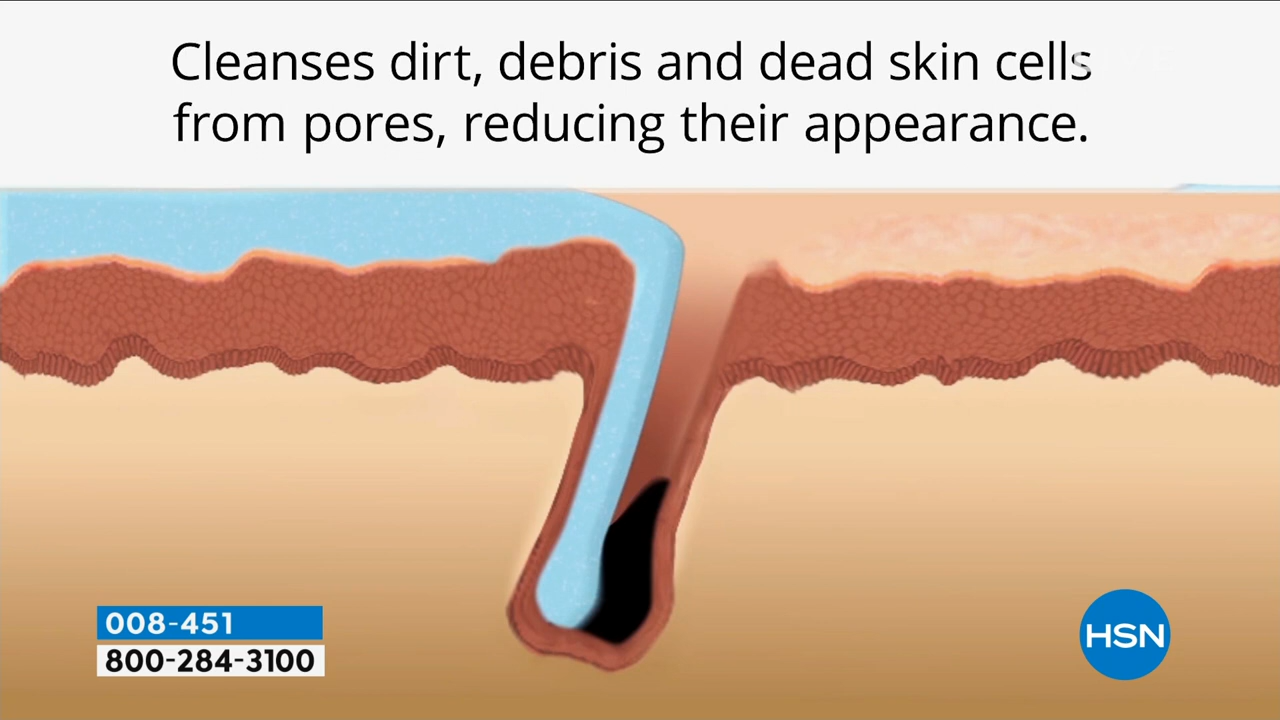 Cleanses dirt, debris and dead skin cells
from pores, reducing their appearance.
008-451
800-284-3100
HSN